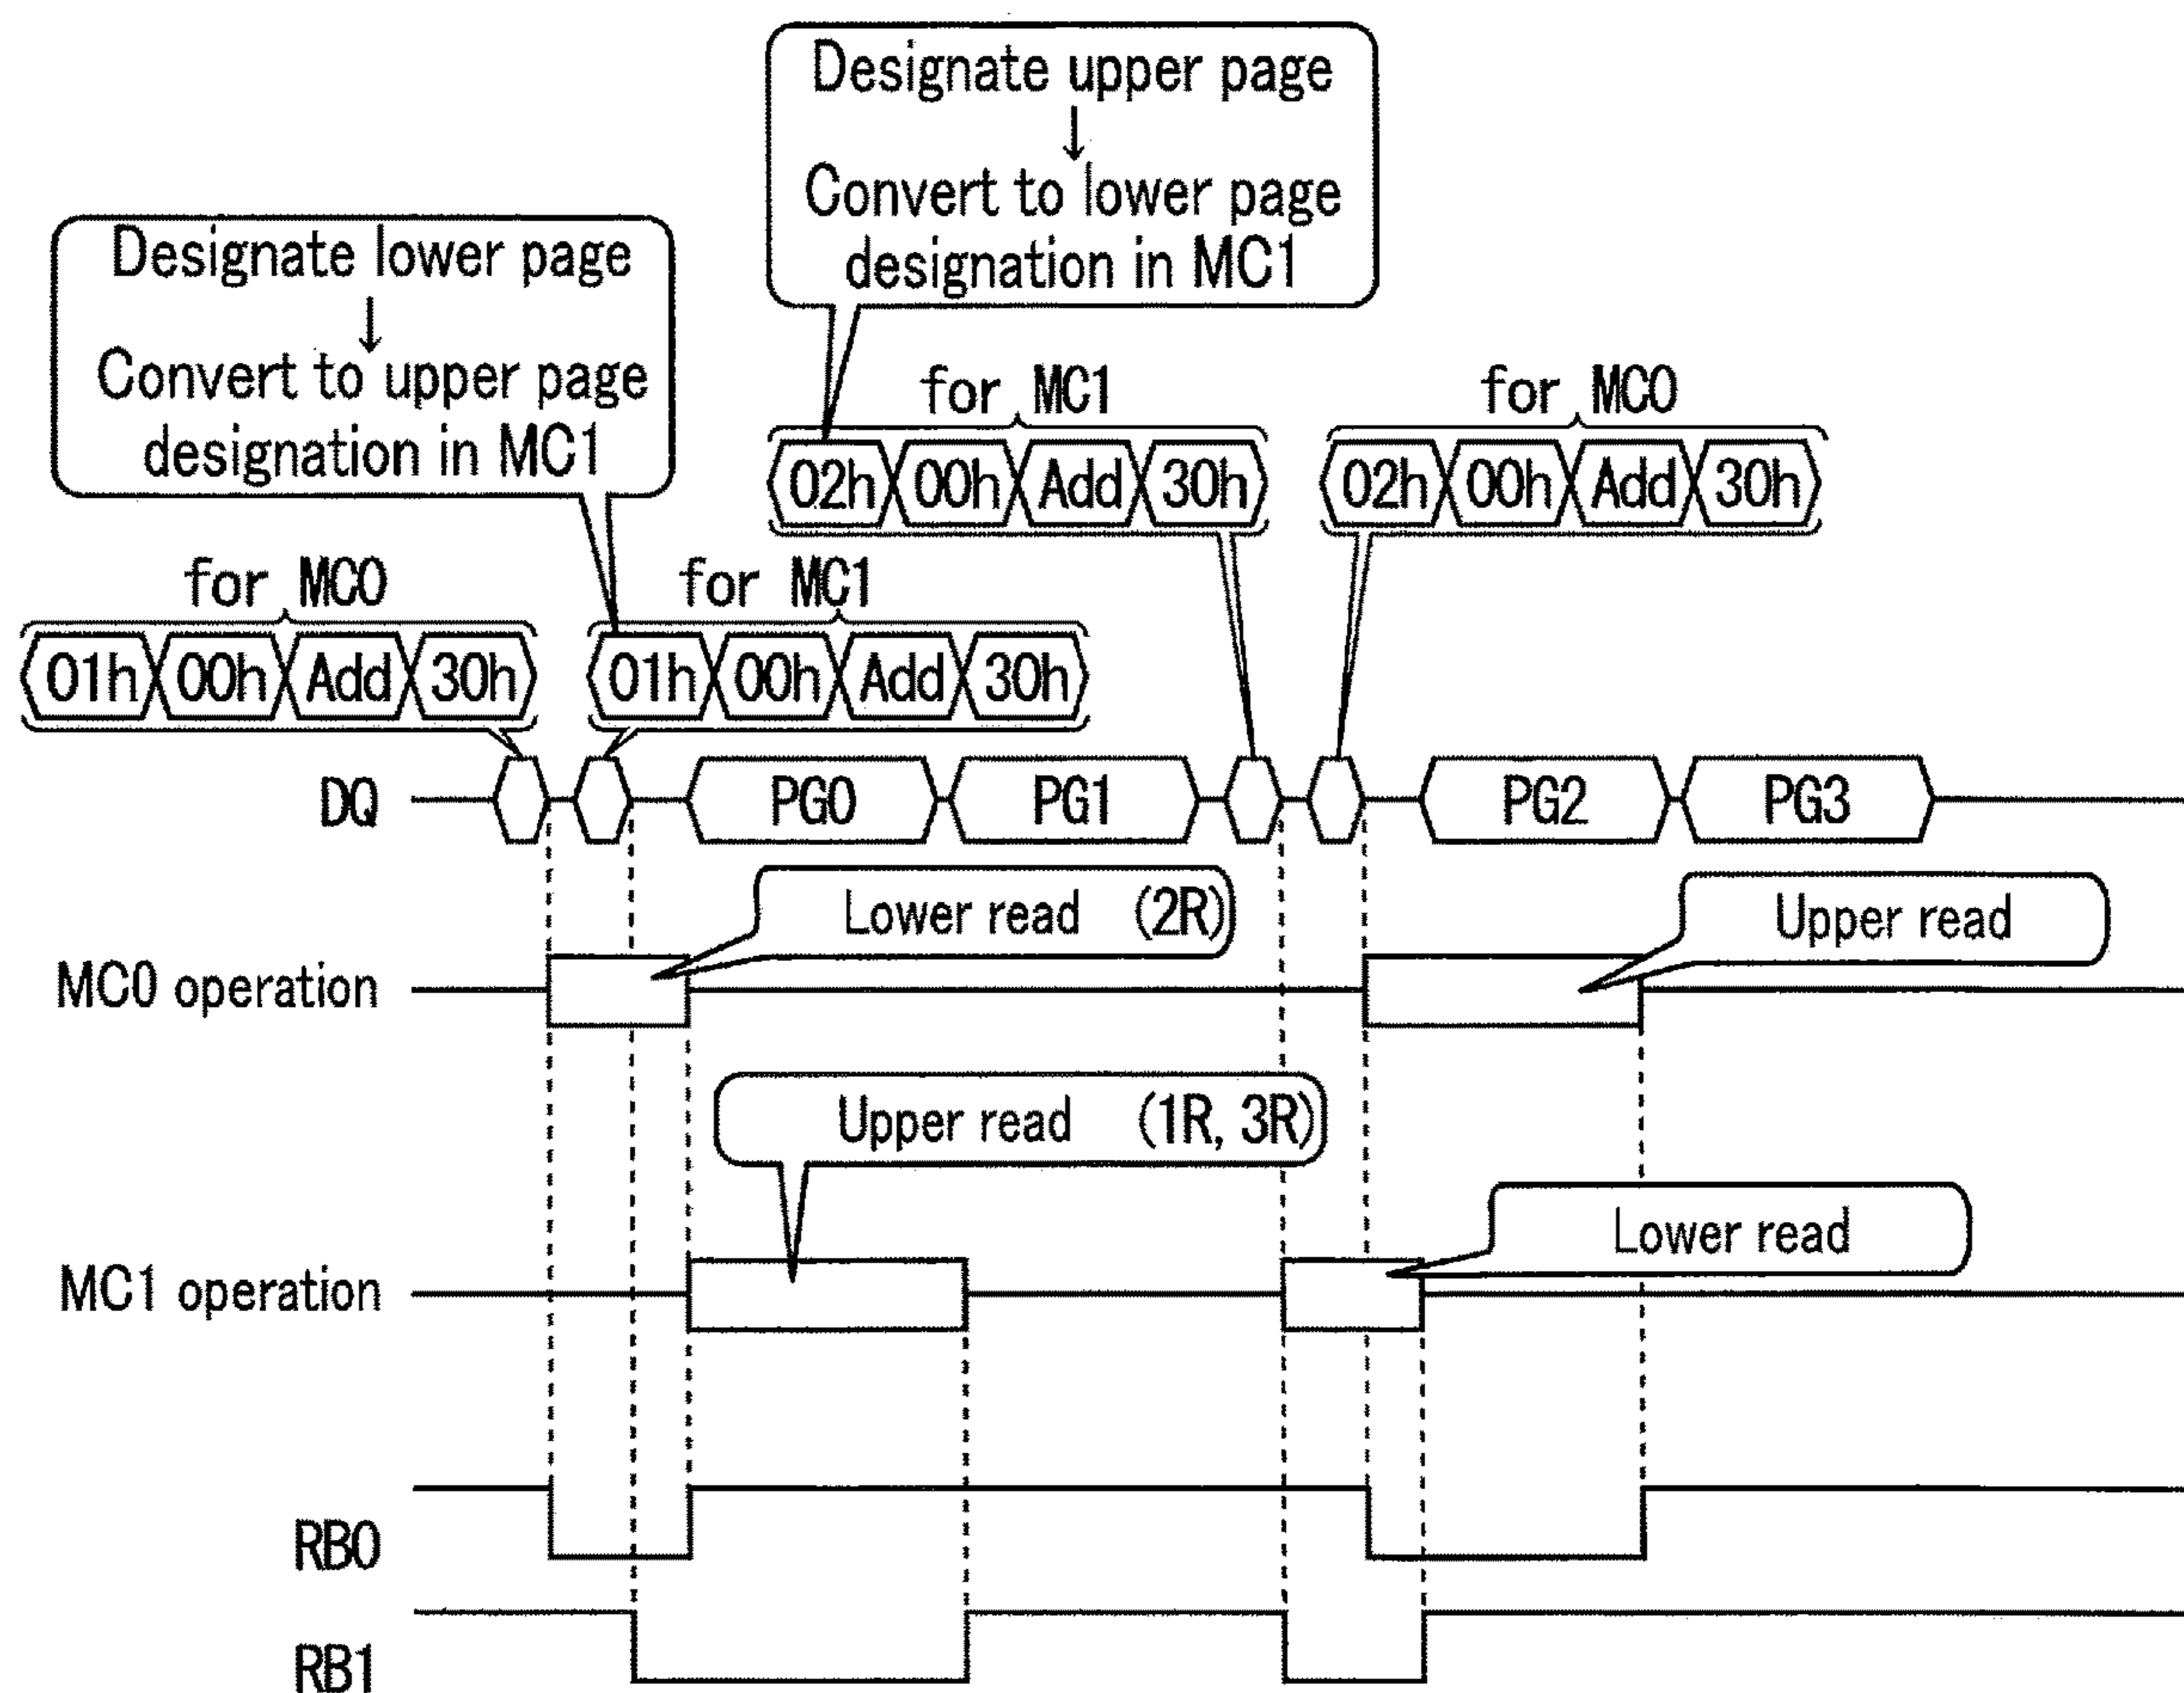 Designate upper page
↓
Convert to lower page
designation in MC1
Designate lower page
↓
Convert to upper page
designation in MC1
for MC1
for MC0
02h 00h Add 30h
02h 00h Add 30h
for MC0
for MC1
01h 00h Add 30h
01h 00h Add 30h
DQ
PG0
PG1
PG2
PG3
Lower read (2R)
Upper read
MC0 operation
Upper read (1R, 3R)
Lower read
MC1 operation
RB0
RB1